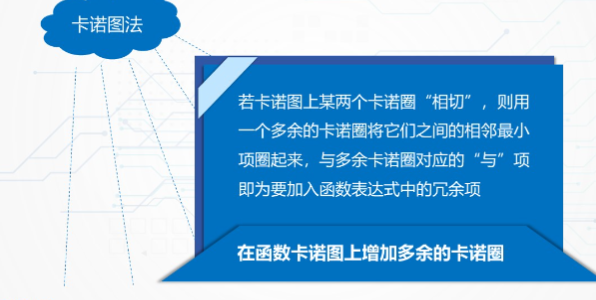 卡诺图法
若卡诺图上某两个卡诺圈“相切”，则用
一个多余的卡诺圈将它们之间的相邻最小
项圈起来，与多余卡诺圈对应的“与”项
即为要加入函数表达式中的冗余项
在函数卡诺图上增加多余的卡诺圈